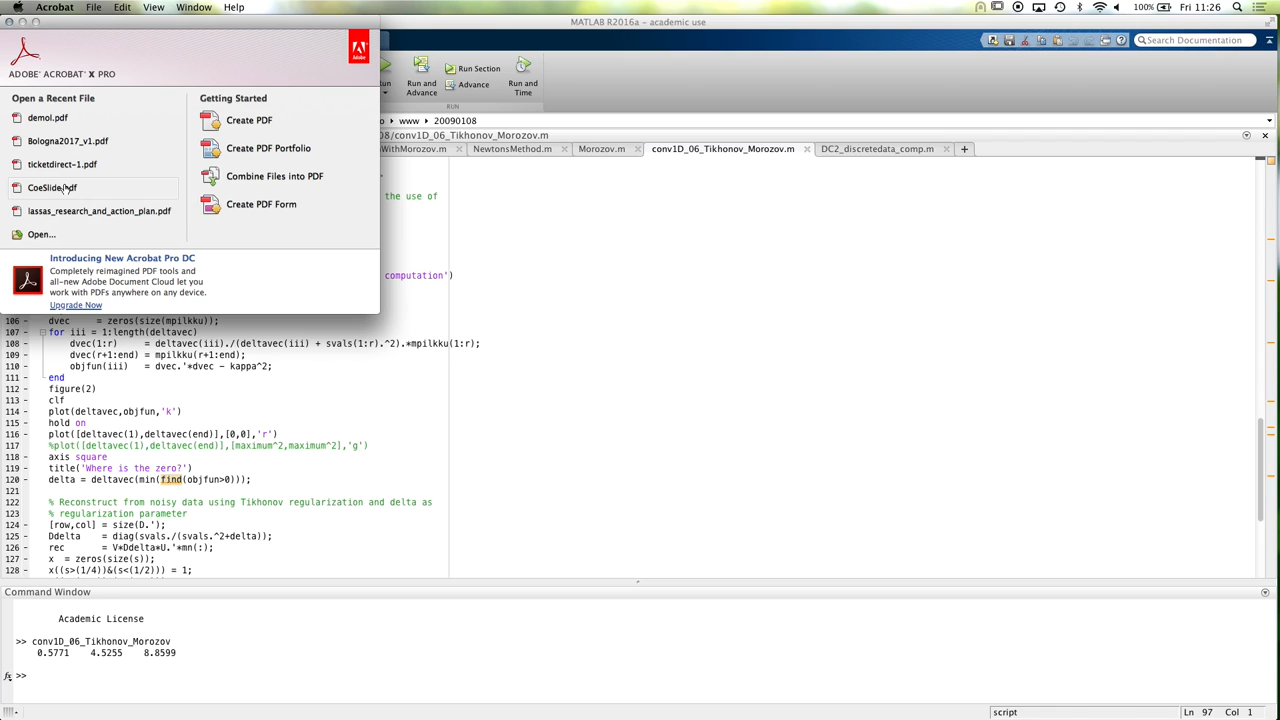 Acrobat File Edit View Window Help
100% Fri 11:26
MATLAB R2016a - academic use
ADOBE® ACROBAT® X PRO
Adobe
Search Documentation
Open a Recent File
demo1.pdf
Bologna2017_v1.pdf
ticketdirect-1.pdf
lassas_research_and_action_plan.pdf
Open...
Getting Started
Create PDF
Create PDF Portfolio
Combine Files into PDF
Create PDF Form
Introducing New Acrobat Pro DC
Completely reimagined PDF tools and
all-new Adobe Document Cloud let you
work with PDFs anywhere on any device.
Upgrade Now
Run and Advance
Run Section
Advance
Run and Time
RUN
www 20090108
08/conv1D_06_Tikhonov_Morozov.m
WithMorozov.m NewtonsMethod.m Morozov.m conv1D_06_Tikhonov_Morozov.m DC2_discretedata_comp.m
the use of
computation')
106 dvec = zeros(size(mpilkku));
107 for iii = 1:length(deltavec)
108 dvec(1:r) = deltavec(iii)./(deltavec(iii) + svals(1:r).^2).*mpilkku(1:r);
109 dvec(r+1:end) = mpilkku(r+1:end);
110 objfun(iii) = dvec.'*dvec - kappa^2;
111 end
112 figure(2)
113 clf
114 plot(deltavec,objfun,'k')
115 hold on
116 plot([deltavec(1),deltavec(end)],[0,0],'r')
117 %plot([deltavec(1),deltavec(end)],[maximum^2,maximum^2],'g')
118 axis square
119 title('Where is the zero?')
120 delta = deltavec(min(find(objfun>0)));
121
122 % Reconstruct from noisy data using Tikhonov regularization and delta as
123 % regularization parameter
124 [row,col] = size(D.');
125 Ddelta = diag(svals./(svals.^2+delta));
126 rec = V*Ddelta*U.'*mn(:);
127 x = zeros(size(s));
128 x((s>(1/4))&(s<(1/2))) = 1;
Command Window
Academic License
>> conv1D_06_Tikhonov_Morozov
0.5771 4.5255 8.8599
fx >>
script Ln 97 Col 1